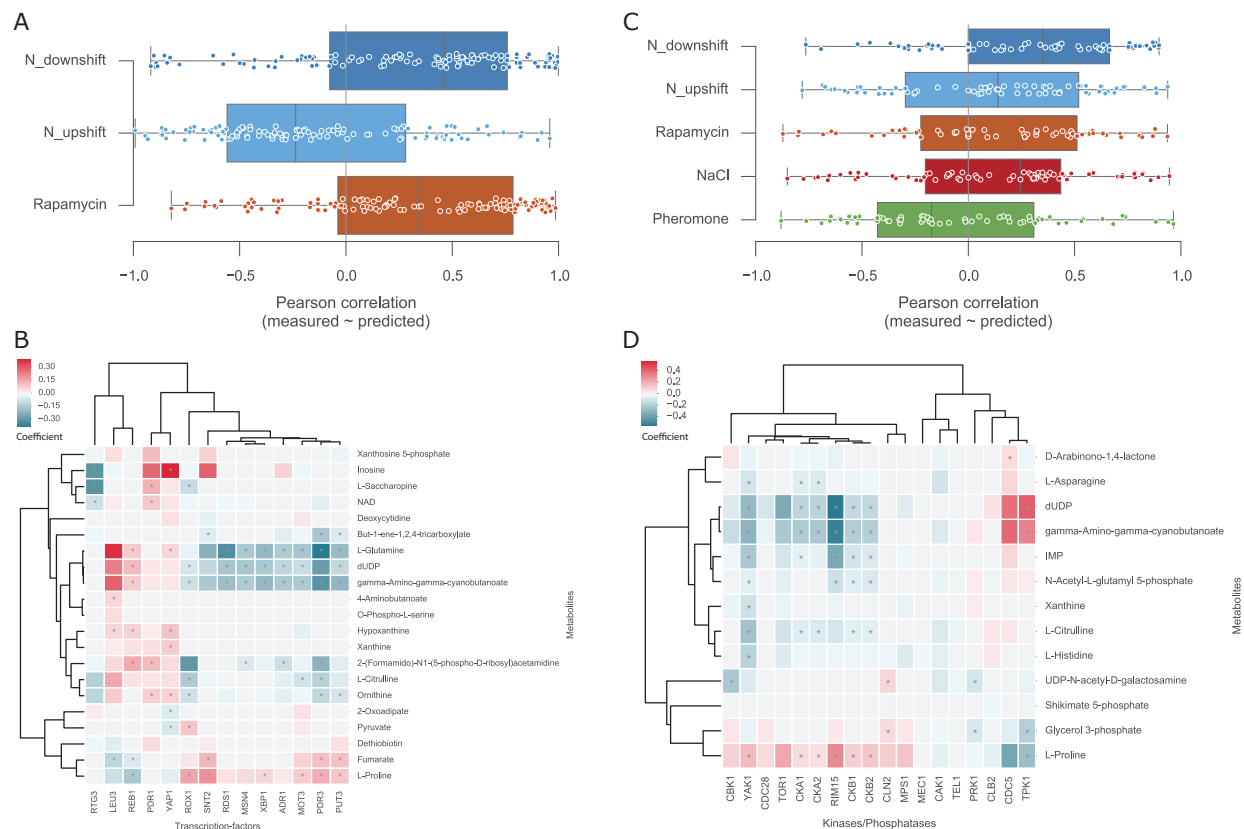 A
N_downshift
N_upshift
Rapamycin
−1.0
−0.5
0.0
0.5
1.0
Pearson correlation
(measured ~ predicted)
C
N_downshift
N_upshift
Rapamycin
NaCl
Pheromone
−1.0
−0.5
0.0
0.5
1.0
Pearson correlation
(measured ~ predicted)
B
0.30
0.15
0.00
−0.15
−0.30
Coefficient
Xanthosine 5-phosphate
Inosine
L-Saccharopine
NAD
Deoxycytidine
But-1-ene-1,2,4-tricarboxylate
L-Glutamine
dUDP
gamma-Amino-gamma-cyanobutanoate
4-Aminobutanoate
O-Phospho-L-serine
Hypoxanthine
Xanthine
2-(Formamido)-N1-(5-phospho-D-ribosyl)acetamidine
L-Citrulline
Ornithine
2-Oxoadipate
Pyruvate
Dethiobiotin
Fumarate
L-Proline
Metabolites
RTG3
LEU3
REB1
PDR1
YAP1
ROX1
SNT2
RDS1
MSN4
XBP1
ADR1
MOT3
PDR3
PUT3
Transcription-factors
D
0.4
0.2
0.0
−0.2
−0.4
Coefficient
D-Arabinono-1,4-lactone
L-Asparagine
dUDP
gamma-Amino-gamma-cyanobutanoate
IMP
N-Acetyl-L-glutamyl 5-phosphate
Xanthine
L-Citrulline
L-Histidine
UDP-N-acetyl-D-galactosamine
Shikimate 5-phosphate
Glycerol 3-phosphate
L-Proline
Metabolites
CBK1
YAK1
CDC28
TOR1
CKA1
CKA2
RIM15
CKB1
CKB2
CLN2
MPS1
MEC1
CAK1
TEL1
PRK1
CLB2
CDC5
TPK1
Kinases/Phosphatases